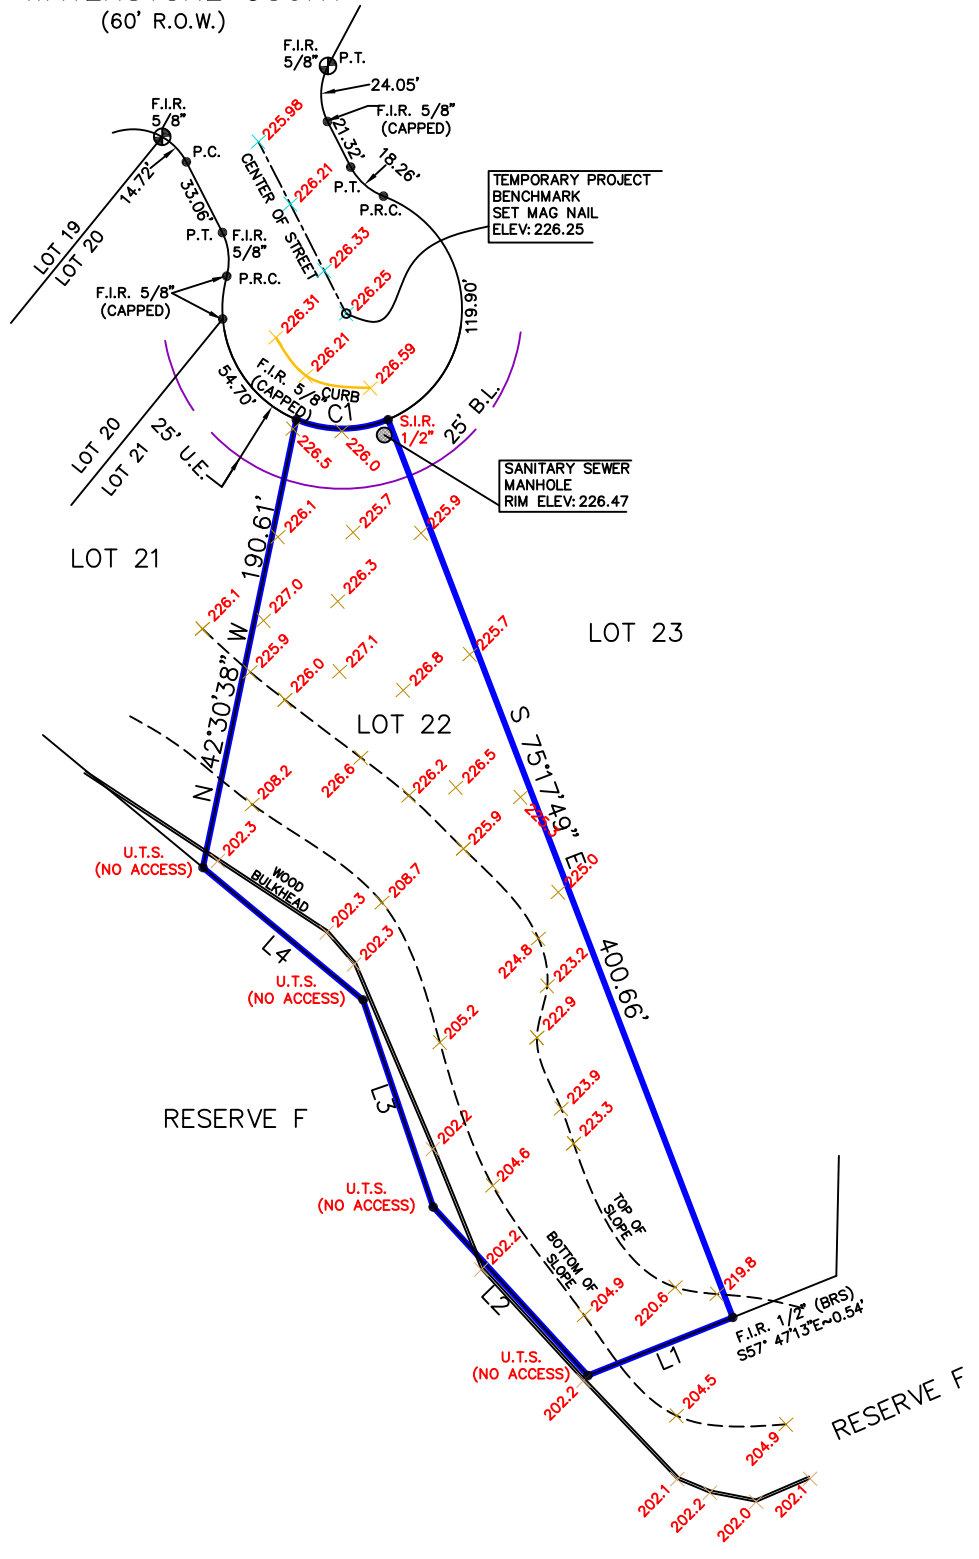 (60' R.O.W.)
F.I.R.
5/8"
P.T.
24.05'
F.I.R. 5/8"
(CAPPED)
21.32'
18.26'
P.T.
P.R.C.
F.I.R.
5/8"
P.C.
14.72'
33.06'
P.T.
F.I.R.
5/8"
P.R.C.
F.I.R. 5/8"
(CAPPED)
LOT 19
LOT 20
225.98
CENTER OF STREET
226.21
226.33
226.25
TEMPORARY PROJECT
BENCHMARK
SET MAG NAIL
ELEV: 226.25
119.90'
226.31
226.21
226.59
CURB
F.I.R. 5/8"
(CAPPED)
54.70'
C1
25' U.E.
25' B.L.
S.I.R.
1/2"
LOT 20
LOT 21
226.5
226.0
SANITARY SEWER
MANHOLE
RIM ELEV: 226.47
226.1
225.7
225.9
LOT 21
N 42°30'38" W
190.61'
226.1
227.0
226.3
225.9
226.0
227.1
226.8
225.7
LOT 23
LOT 22
S 75°17'49" E
400.66'
226.6
226.2
226.5
225.9
225.0
208.2
202.3
U.T.S.
(NO ACCESS)
WOOD
BULKHEAD
208.7
202.3
202.3
L4
U.T.S.
(NO ACCESS)
224.8
223.2
222.9
205.2
223.9
223.3
L3
RESERVE F
202.2
204.6
U.T.S.
(NO ACCESS)
TOP OF
SLOPE
202.2
BOTTOM OF
SLOPE
L2
204.9
220.6
219.8
F.I.R. 1/2" (BRS)
S57° 47'13"E~0.54'
L1
U.T.S.
(NO ACCESS)
202.2
204.5
204.9
RESERVE F
202.1
202.2
202.0
202.1